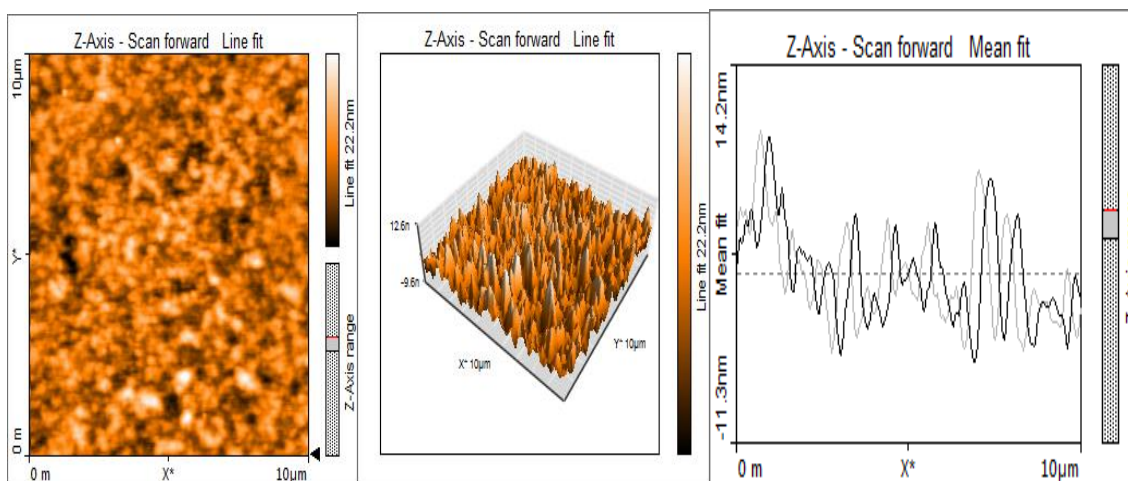 Z-Axis - Scan forward Line fit
10µm
Y*
0 m
0 m
X*
10µm
Line fit 22.2nm
Z-Axis range
Z-Axis - Scan forward Line fit
12.6n
-9.6n
X* 10µm
Y* 10µm
Line fit 22.2nm
Z-Axis - Scan forward Mean fit
14.2nm
Mean fit
-11.3nm
0 m
X*
10µm